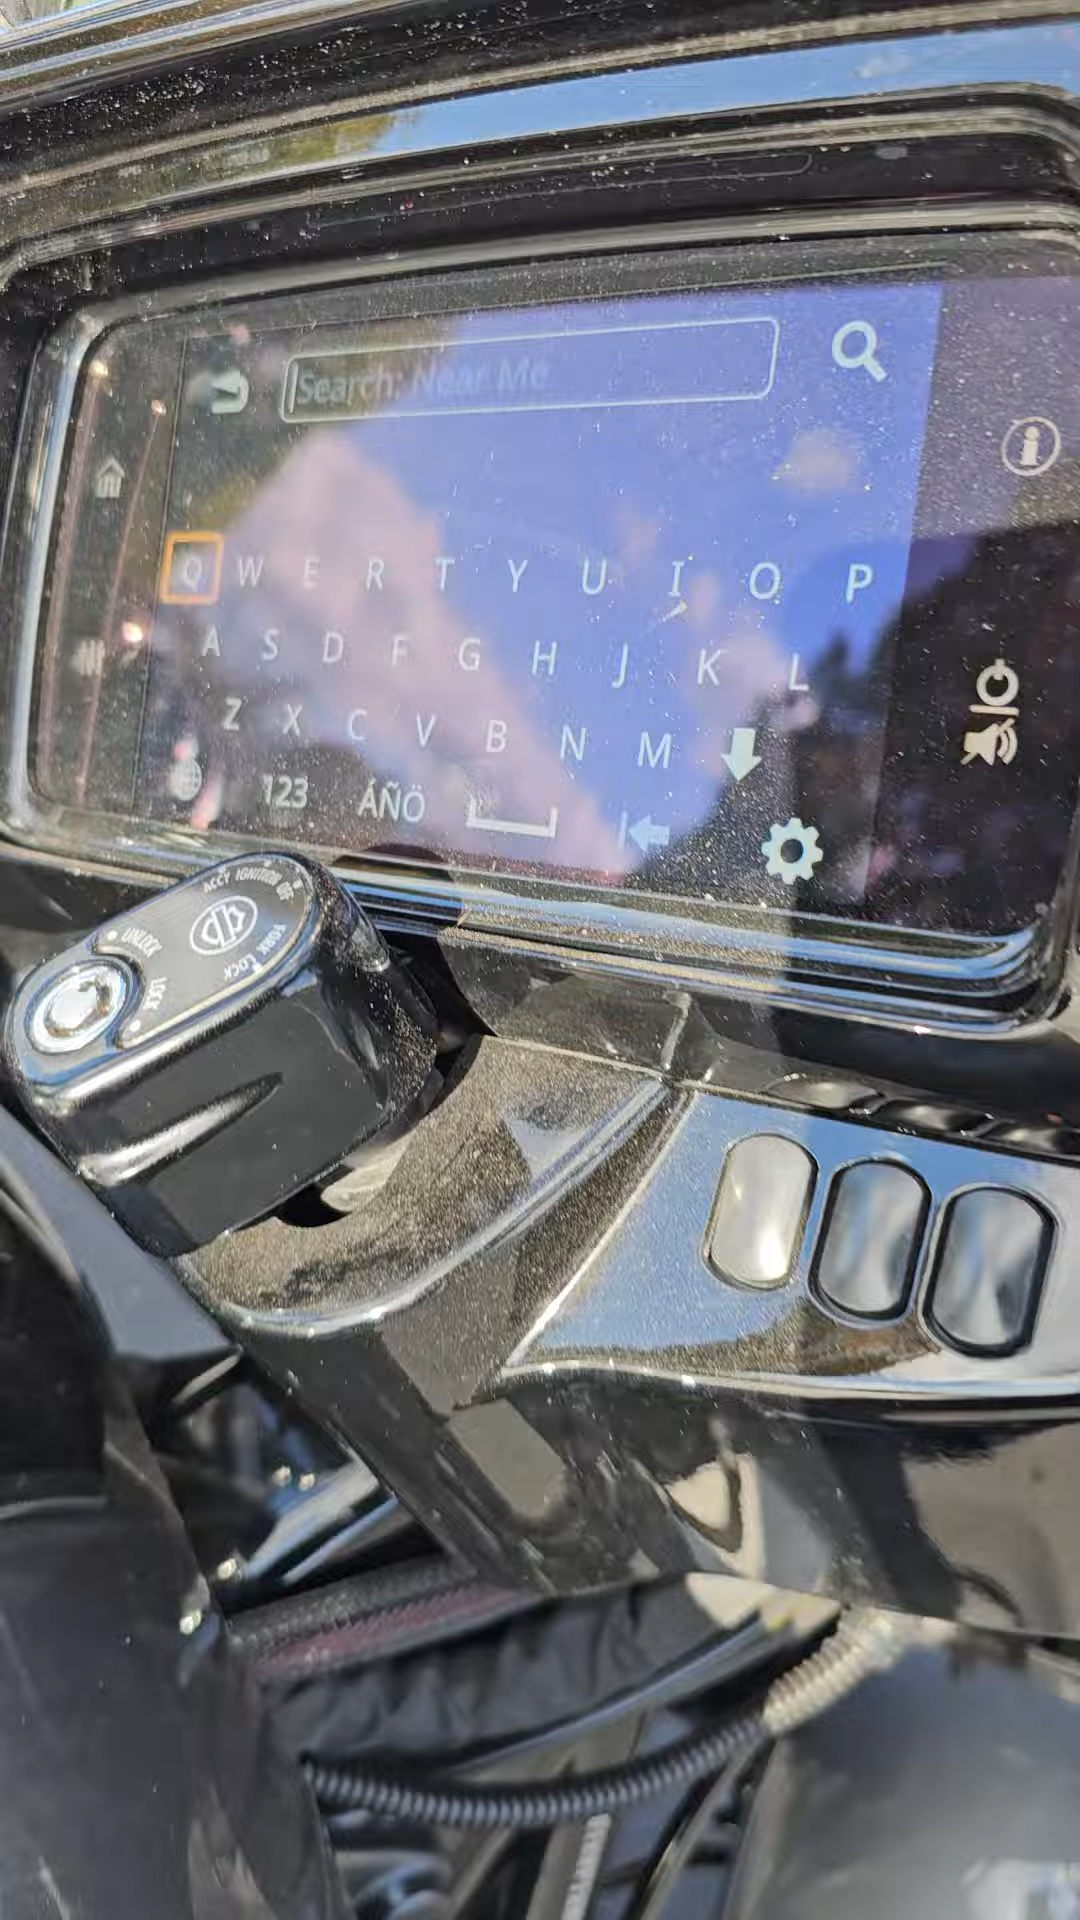 Search: Near Me
Q W E R T Y U I O P
A S D F G H J K L
Z X C V B N M
123 ÁÑÖ
ACCY IGNITION OFF
FORK LOCK
UNLOCK
LOCK